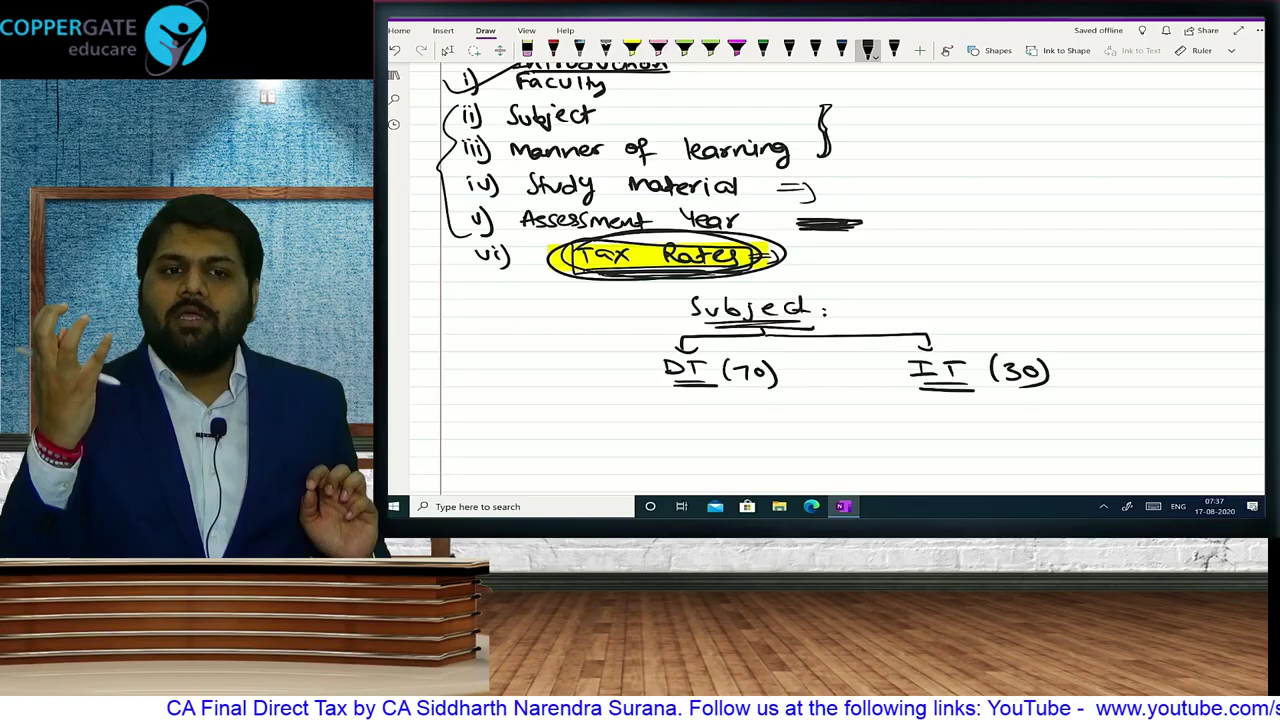 COPPERGATE
educare
Home Insert Draw View Help
Saved offline Share
Shapes Ink to Shape Ink to Text Ruler
Introduction
i) Faculty
ii) Subject
iii) Manner of learning
iv) Study Material =>
v) Assessment Year
vi) Tax Rates =>
Subject :
DT (70) IT (30)
Type here to search
ENG
07:37
17-08-2020
CA Final Direct Tax by CA Siddharth Narendra Surana. Follow us at the following links: YouTube - www.youtube.com/s